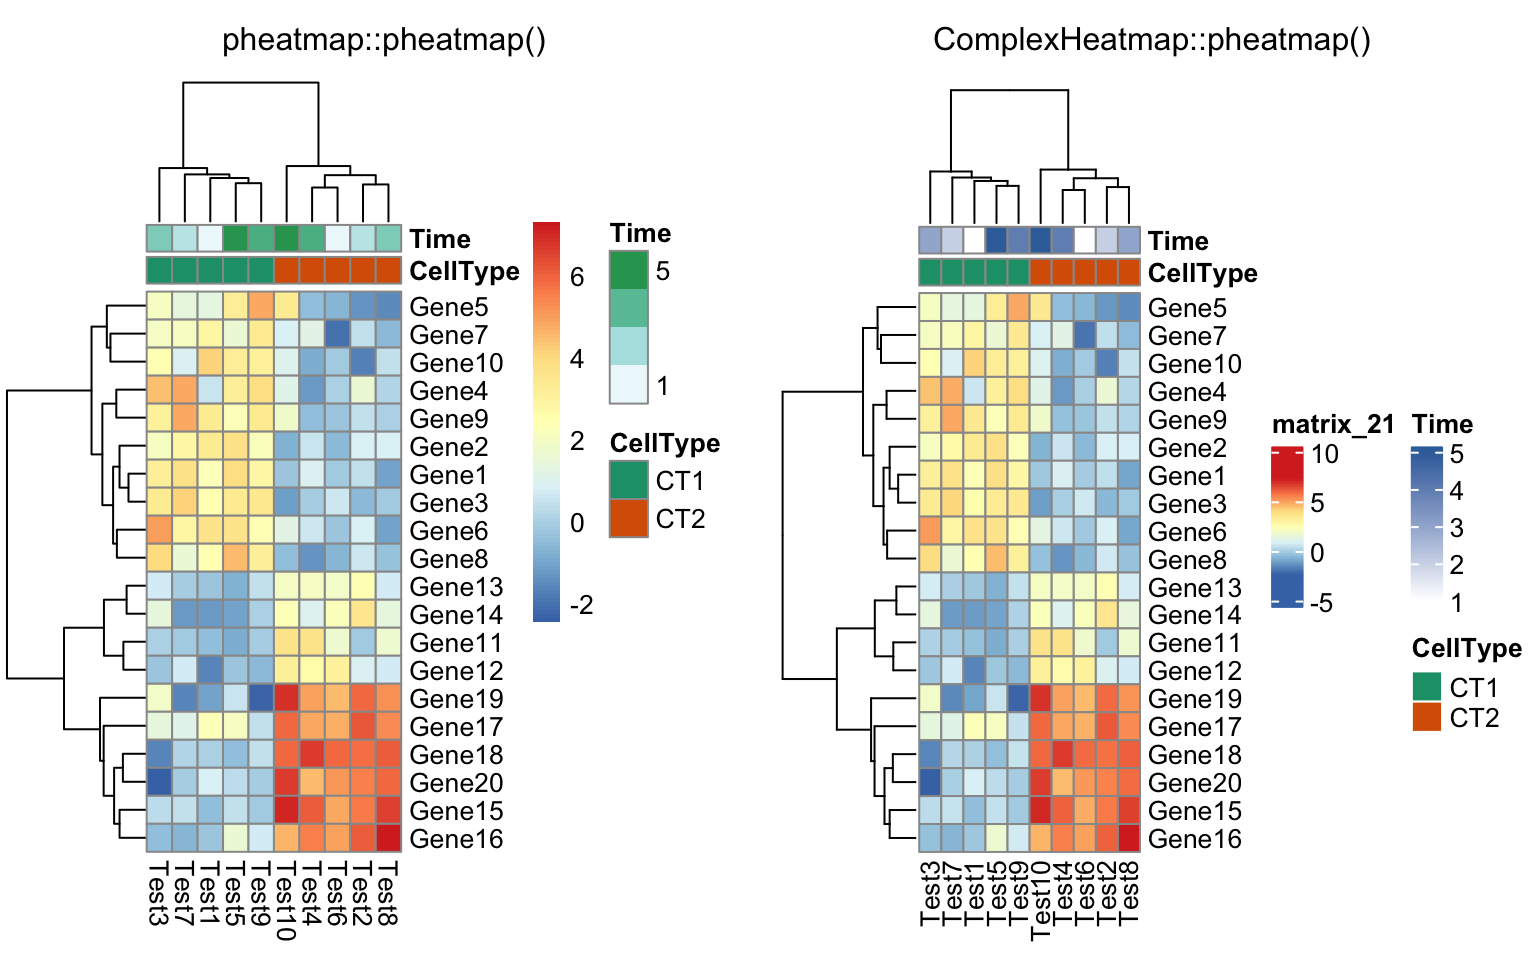 pheatmap::pheatmap()
Time
CellType
Gene5
Gene7
Gene10
Gene4
Gene9
Gene2
Gene1
Gene3
Gene6
Gene8
Gene13
Gene14
Gene11
Gene12
Gene19
Gene17
Gene18
Gene20
Gene15
Gene16
Test3
Test7
Test1
Test5
Test9
Test10
Test4
Test6
Test2
Test8
6
4
2
0
-2
Time
5
1
CellType
CT1
CT2
ComplexHeatmap::pheatmap()
Time
CellType
Gene5
Gene7
Gene10
Gene4
Gene9
Gene2
Gene1
Gene3
Gene6
Gene8
Gene13
Gene14
Gene11
Gene12
Gene19
Gene17
Gene18
Gene20
Gene15
Gene16
Test3
Test7
Test1
Test5
Test9
Test10
Test4
Test6
Test2
Test8
matrix_21
10
5
0
-5
Time
5
4
3
2
1
CellType
CT1
CT2